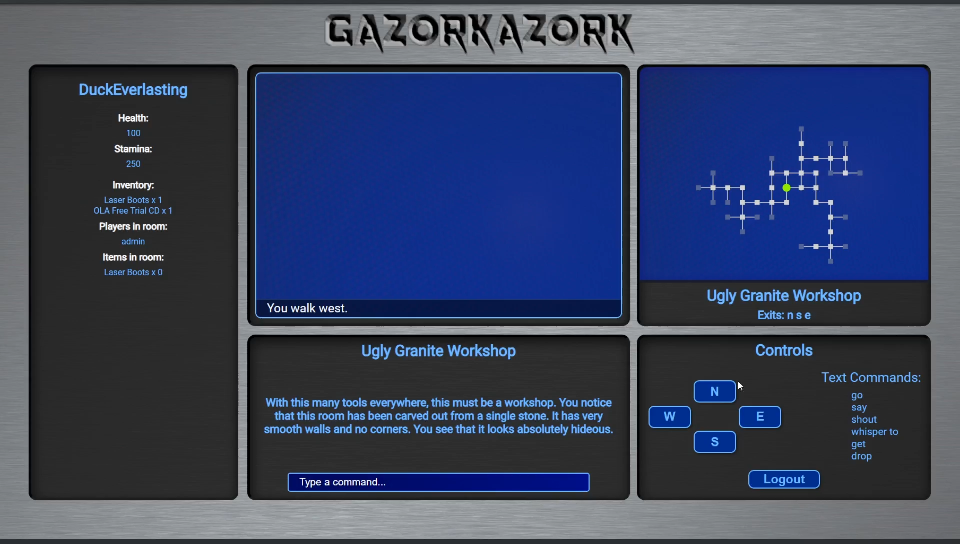 GAZORKAZORK
DuckEverlasting
Health:
100
Stamina:
250
Inventory:
Laser Boots x 1
OLA Free Trial CD x 1
Players in room:
admin
Items in room:
Laser Boots x 0
You walk west.
Ugly Granite Workshop
Exits: n s e
Ugly Granite Workshop
With this many tools everywhere, this must be a workshop. You notice
that this room has been carved out from a single stone. It has very
smooth walls and no corners. You see that it looks absolutely hideous.
Type a command...
Controls
N
W
E
S
Text Commands:
go
say
shout
whisper to
get
drop
Logout